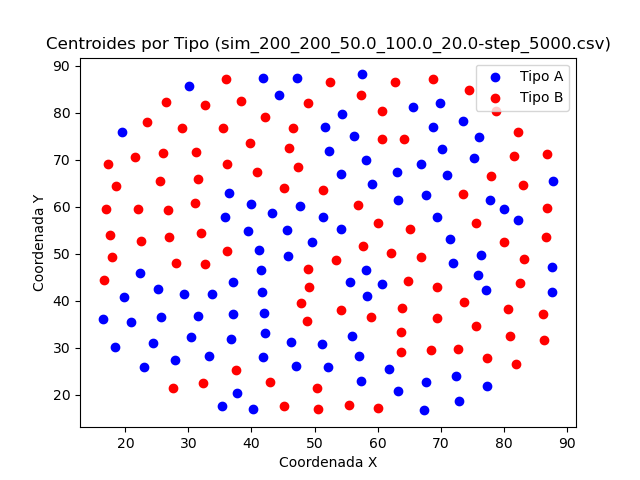 Centroides por Tipo (sim_200_200_50.0_100.0_20.0-step_5000.csv)
Tipo A
Tipo B
Coordenada Y
90
80
70
60
50
40
30
20
20 30 40 50 60 70 80 90
Coordenada X